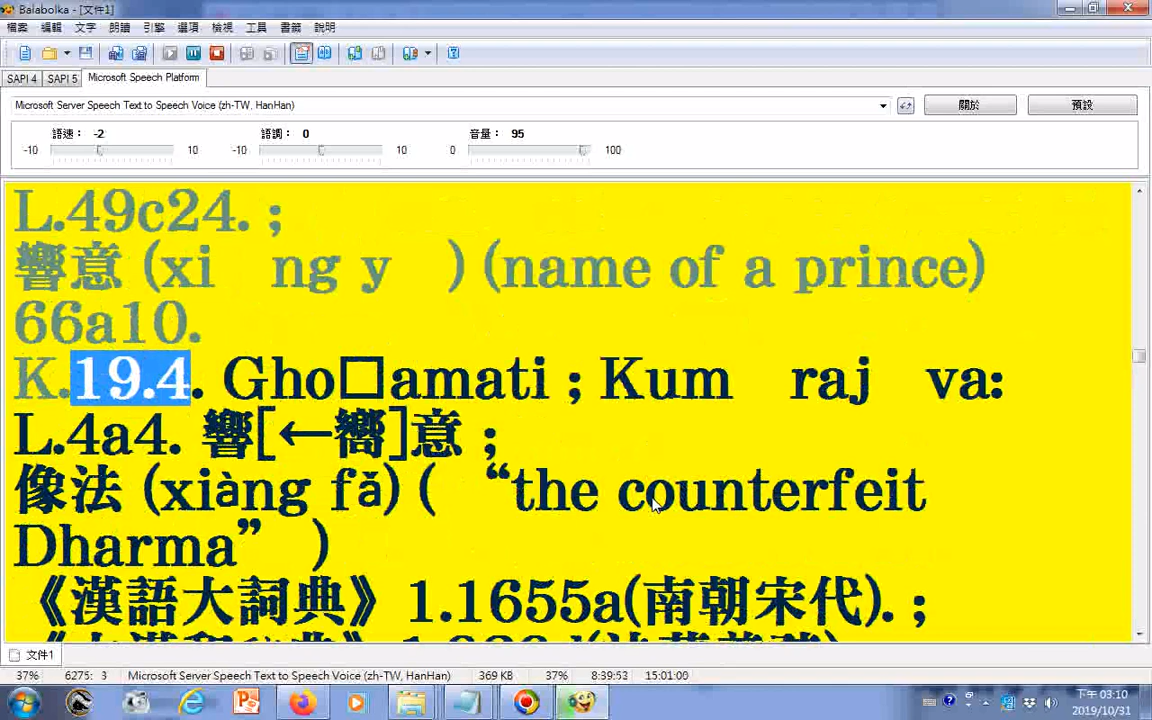 Balabolka - [文件1]
檔案 編輯 文字 朗讀 引擎 選項 檢視 工具 書籤 說明
SAPI 4 SAPI 5 Microsoft Speech Platform
Microsoft Server Speech Text to Speech Voice (zh-TW, HanHan) 關於 預設
語速： -2 語調： 0 音量： 95
-10 10 -10 10 0 100
L.49c24. ;
響意 (xi ng y ) (name of a prince)
66a10.
K.19.4. Gho□amati ; Kum raj va:
L.4a4. 響[←嚮]意 ;
像法 (xiàng fǎ) ( “the counterfeit
Dharma” )
《漢語大詞典》 1.1655a(南朝宋代). ;
文件1
37% 6275: 3 Microsoft Server Speech Text to Speech Voice (zh-TW, HanHan) 369 KB 37% 8:39:53 15:01:00
下午 03:10
2019/10/31